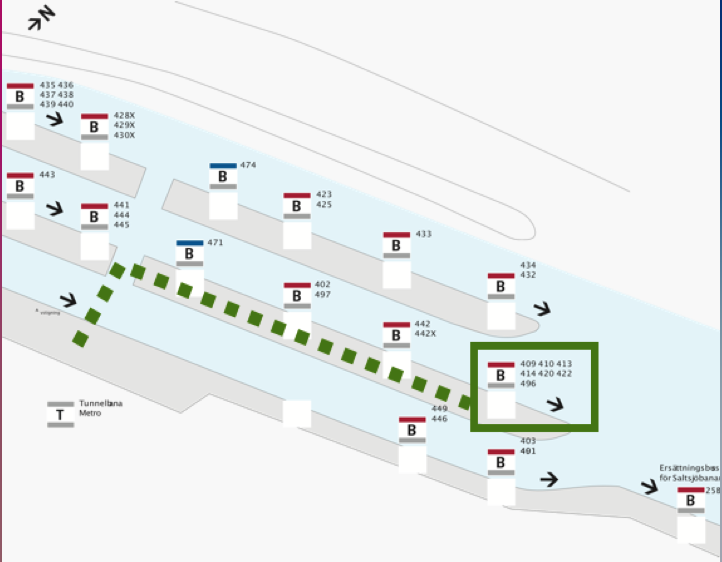 N
435 436
437 438
439 440
B
428X
429X
430X
B
474
B
443
B
423
425
B
441
444
445
B
433
B
471
B
434
432
B
402
497
B
442
442X
B
409 410 413
414 420 422
496
B
Tunnelbana
Metro
T
449
446
B
403
401
B
Ersättningsbus
för Saltsjöbana
258
B